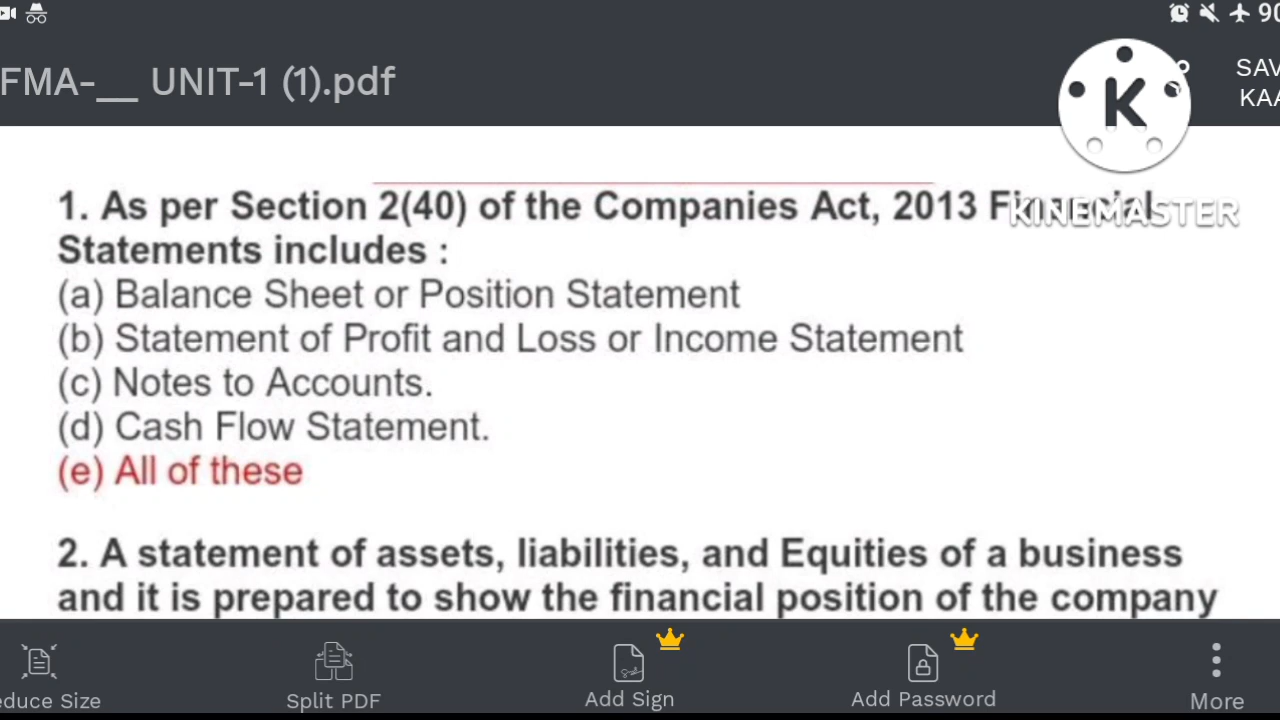 90
FMA-__ UNIT-1 (1).pdf
SAV
KAA
K
KINEMASTER
1. As per Section 2(40) of the Companies Act, 2013 Financial
Statements includes :
(a) Balance Sheet or Position Statement
(b) Statement of Profit and Loss or Income Statement
(c) Notes to Accounts.
(d) Cash Flow Statement.
(e) All of these
2. A statement of assets, liabilities, and Equities of a business
and it is prepared to show the financial position of the company
educe Size
Split PDF
Add Sign
Add Password
More